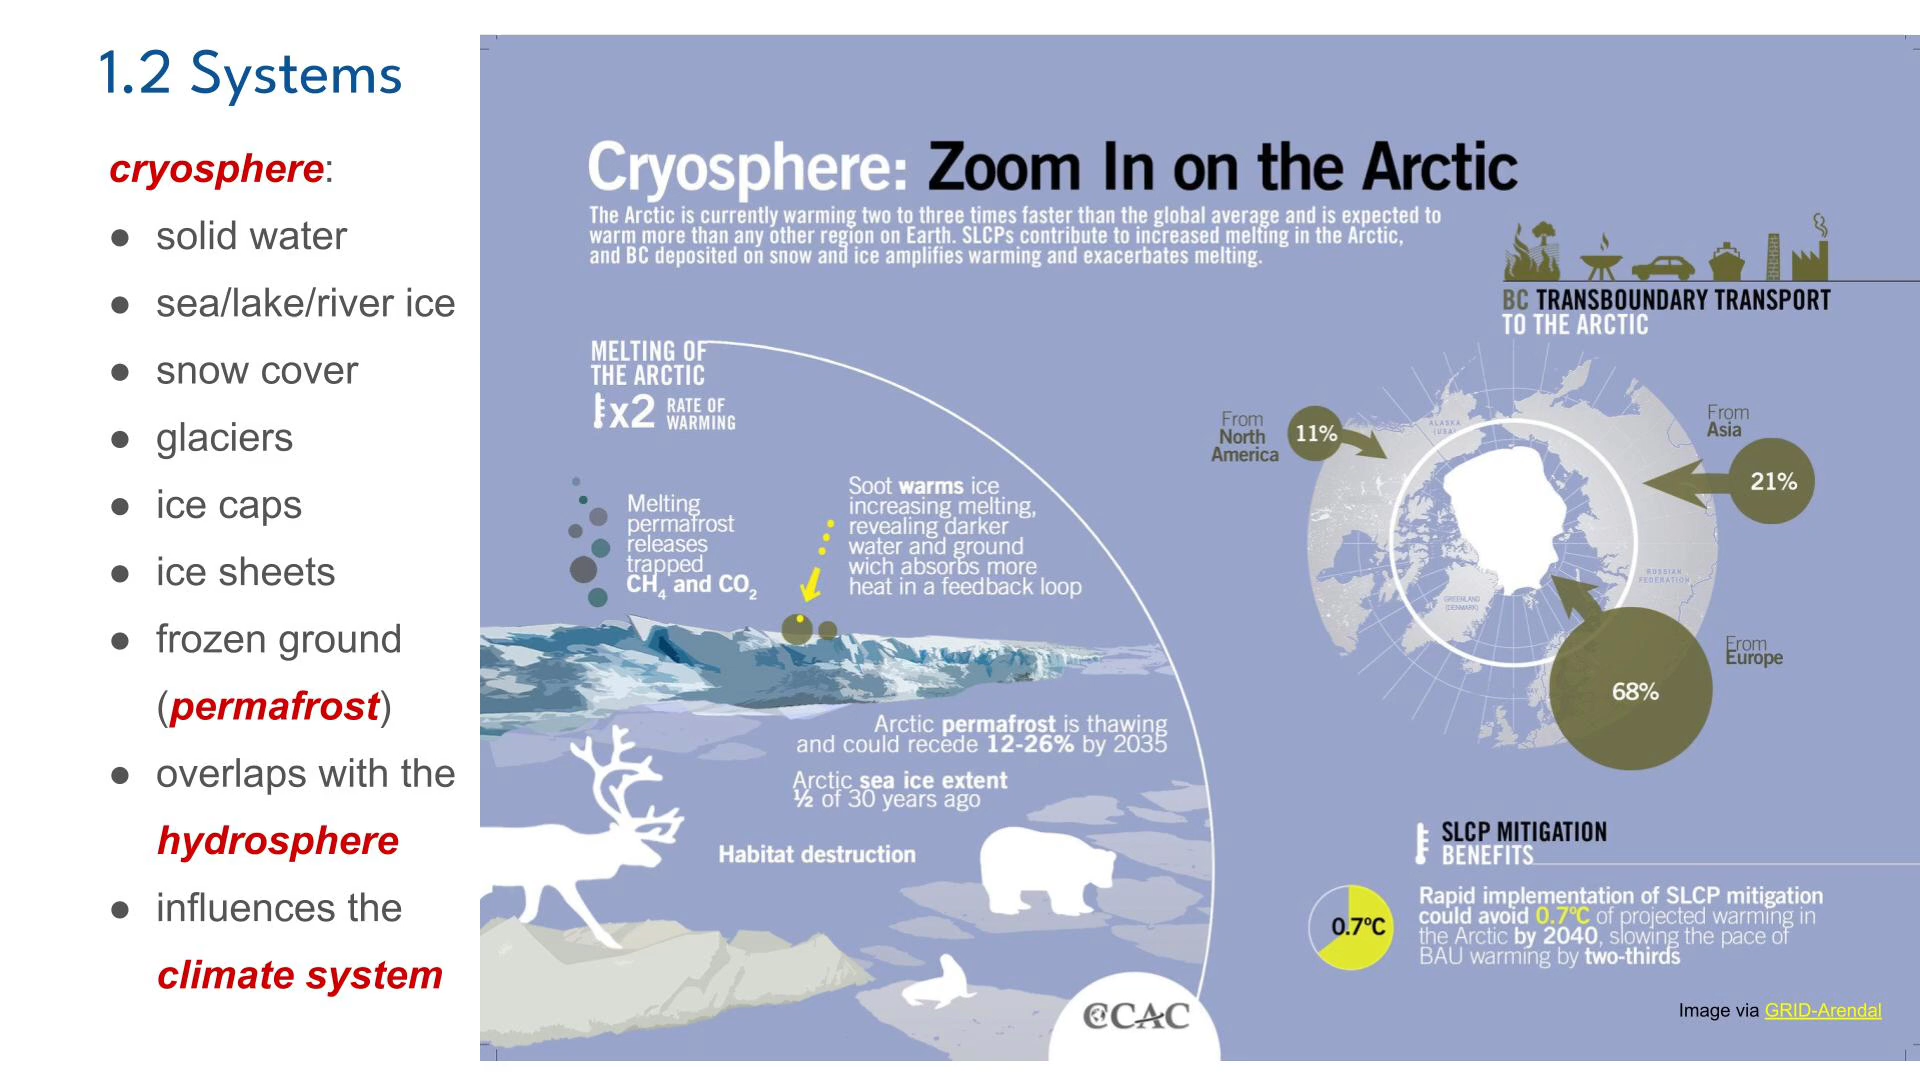 1.2 Systems
cryosphere:
● solid water
● sea/lake/river ice
● snow cover
● glaciers
● ice caps
● ice sheets
● frozen ground
(permafrost)
● overlaps with the
hydrosphere
● influences the
climate system
Cryosphere: Zoom In on the Arctic
The Arctic is currently warming two to three times faster than the global average and is expected to
warm more than any other region on Earth. SLCPs contribute to increased melting in the Arctic,
and BC deposited on snow and ice amplifies warming and exacerbates melting.
BC TRANSBOUNDARY TRANSPORT
TO THE ARCTIC
MELTING OF
THE ARCTIC
x2 RATE OF
WARMING
Melting
permafrost
releases
trapped
CH4 and CO2
Soot warms ice
increasing melting,
revealing darker
water and ground
wich absorbs more
heat in a feedback loop
Arctic permafrost is thawing
and could recede 12-26% by 2035
Arctic sea ice extent
½ of 30 years ago
Habitat destruction
CCAC
From
North
America
11%
ALASKA
(USA)
From
Asia
21%
RUSSIAN
FEDERATION
GREENLAND
(DENMARK)
From
Europe
68%
SLCP MITIGATION
BENEFITS
0.7ºC
Rapid implementation of SLCP mitigation
could avoid 0.7ºC of projected warming in
the Arctic by 2040, slowing the pace of
BAU warming by two-thirds
Image via GRID-Arendal